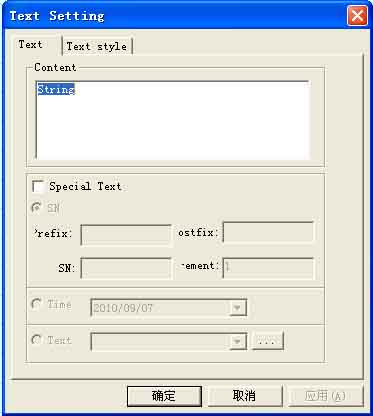 Text Setting
Text Text style
Content
String
Special Text
SN
refix: ostfix:
SN: rement: 1
Time 2010/09/07
Text ...
确定 取消 应用(A)